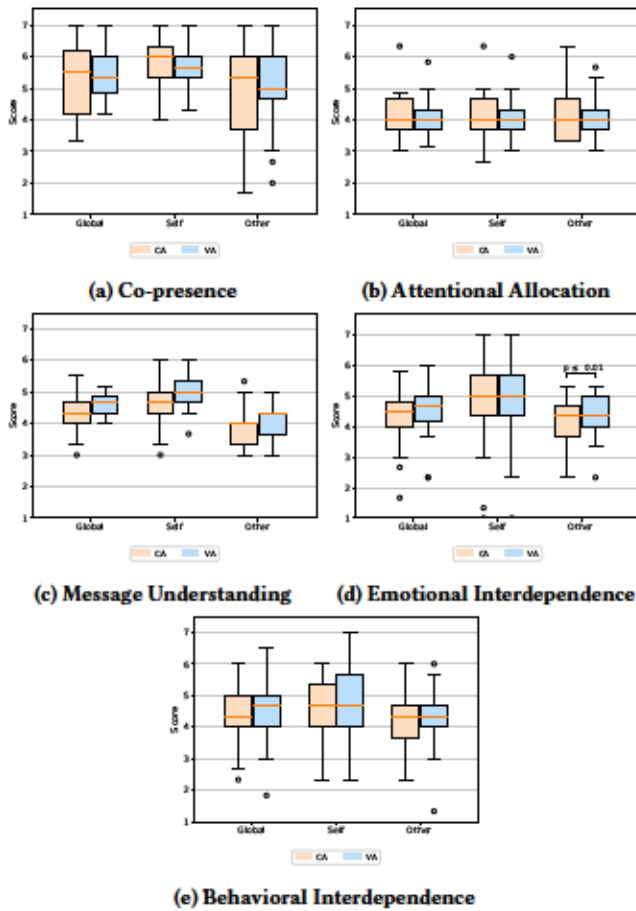 7
6
5
4
3
2
1
Score
Global Self Other
CA VA
(a) Co-presence
7
6
5
4
3
2
1
Score
Global Self Other
CA VA
(b) Attentional Allocation
7
6
5
4
3
2
1
Score
Global Self Other
CA VA
(c) Message Understanding
7
6
5
4
3
2
1
Score
p ≤ 0.01
Global Self Other
CA VA
(d) Emotional Interdependence
7
6
5
4
3
2
1
Score
Global Self Other
CA VA
(e) Behavioral Interdependence